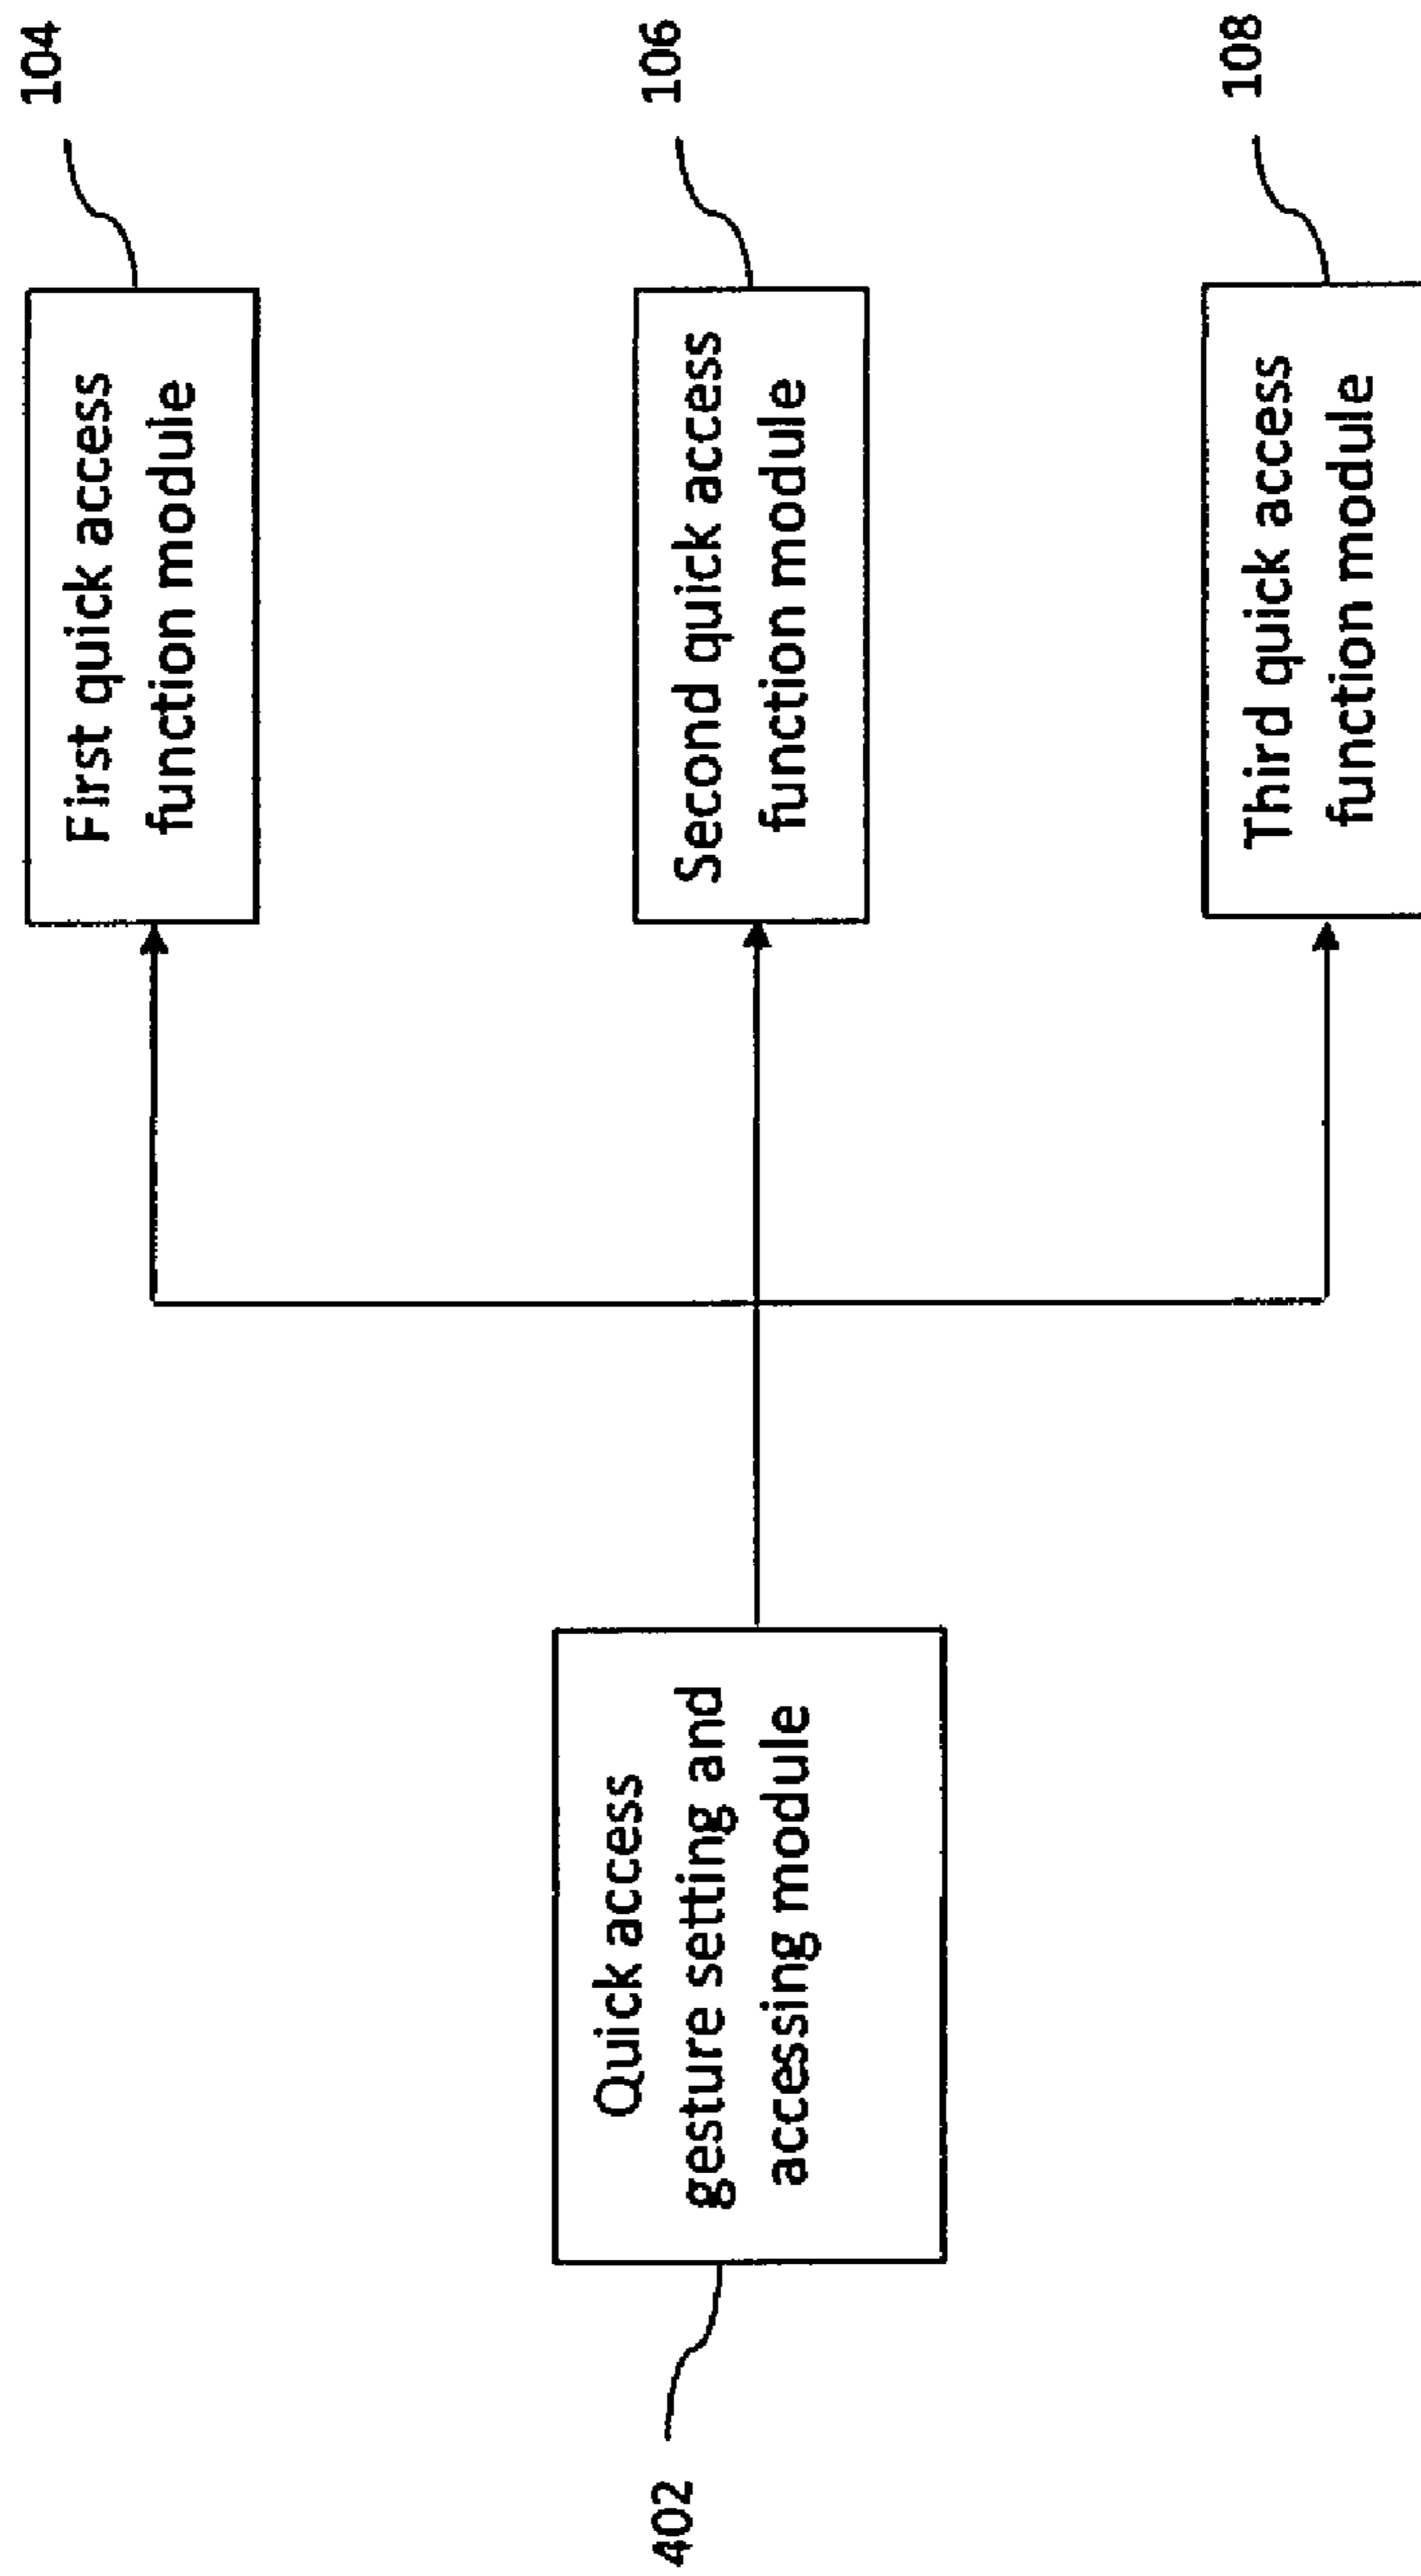 104
First quick access
function module
402
Quick access
gesture setting and
accessing module
106
Second quick access
function module
108
Third quick access
function module